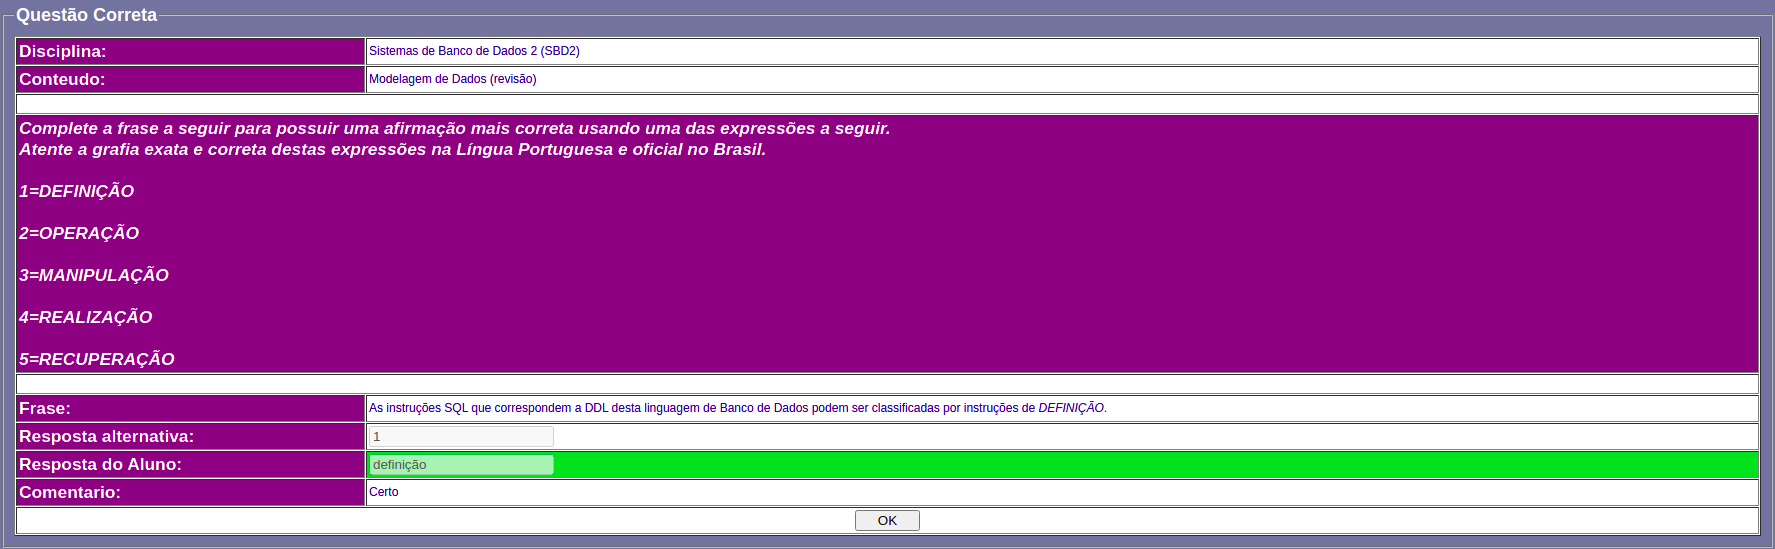 Questão Correta
Disciplina: Sistemas de Banco de Dados 2 (SBD2)
Conteudo: Modelagem de Dados (revisão)
Complete a frase a seguir para possuir uma afirmação mais correta usando uma das expressões a seguir.
Atente a grafia exata e correta destas expressões na Língua Portuguesa e oficial no Brasil.
1=DEFINIÇÃO
2=OPERAÇÃO
3=MANIPULAÇÃO
4=REALIZAÇÃO
5=RECUPERAÇÃO
Frase: As instruções SQL que correspondem a DDL desta linguagem de Banco de Dados podem ser classificadas por instruções de DEFINIÇÃO.
Resposta alternativa: 1
Resposta do Aluno: definição
Comentario: Certo
OK